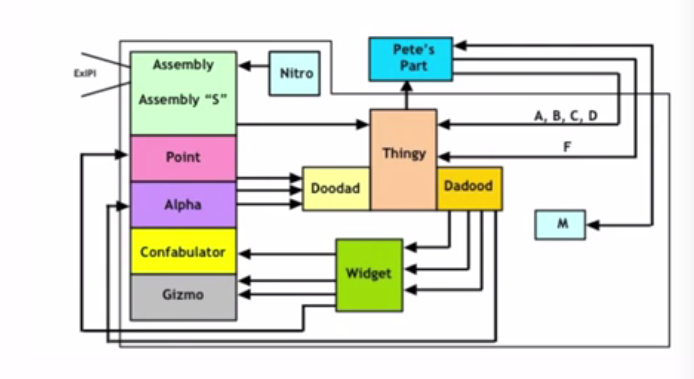 Pete's
Part
Assembly
ExIPI
Nitro
Assembly "S"
A, B, C, D
F
Point
Thingy
Doodad
Dadood
Alpha
M
Confabulator
Widget
Gizmo